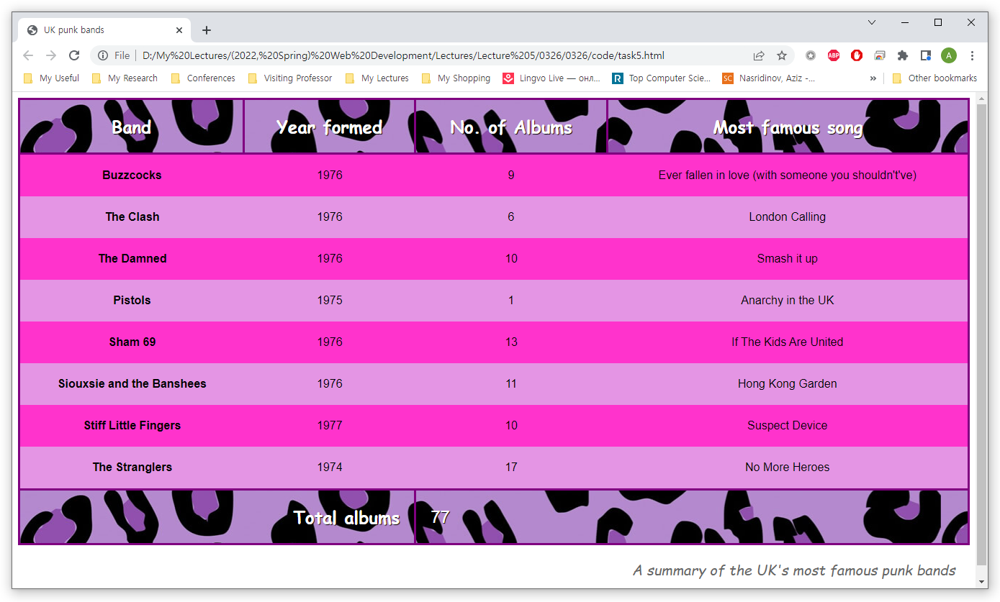 UK punk bands
File D:/My%20Lectures/(2022,%20Spring)%20Web%20Development/Lectures/Lecture%205/0326/0326/code/task5.html ABP A
My Useful My Research Conferences Visiting Professor My Lectures My Shopping Lingvo Live — онл... R Top Computer Scie... SC Nasridinov, Aziz -... » Other bookmarks
Band Year formed No. of Albums Most famous song
Buzzcocks 1976 9 Ever fallen in love (with someone you shouldn't've)
The Clash 1976 6 London Calling
The Damned 1976 10 Smash it up
Pistols 1975 1 Anarchy in the UK
Sham 69 1976 13 If The Kids Are United
Siouxsie and the Banshees 1976 11 Hong Kong Garden
Stiff Little Fingers 1977 10 Suspect Device
The Stranglers 1974 17 No More Heroes
Total albums 77
A summary of the UK's most famous punk bands